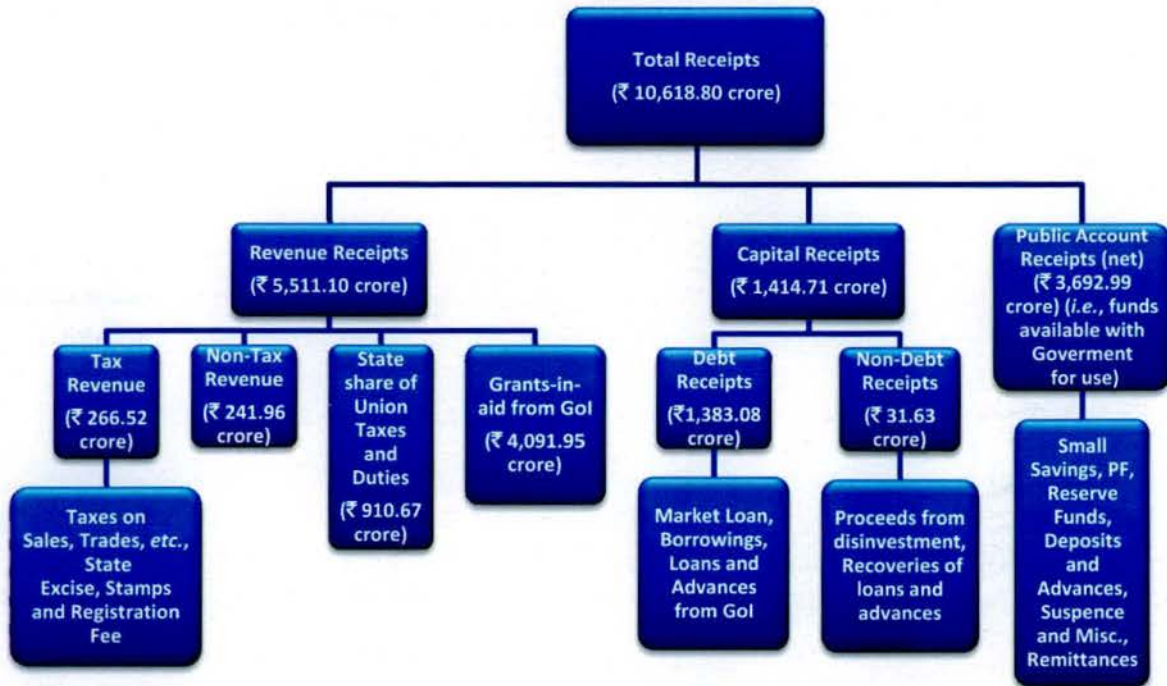 Total Receipts
(₹ 10,618.80 crore)
Revenue Receipts
(₹ 5,511.10 crore)
Capital Receipts
(₹ 1,414.71 crore)
Public Account
Receipts (net)
(₹ 3,692.99
crore) (i.e., funds
available with
Goverment
for use)
Tax
Revenue
(₹ 266.52
crore)
Non-Tax
Revenue
(₹ 241.96
crore)
State
share of
Union
Taxes
and
Duties
(₹ 910.67
crore)
Grants-in-
aid from GoI
(₹ 4,091.95
crore)
Debt
Receipts
(₹1,383.08
crore)
Non-Debt
Receipts
(₹ 31.63
crore)
Taxes on
Sales, Trades, etc.,
State
Excise, Stamps
and Registration
Fee
Market Loan,
Borrowings,
Loans and
Advances
from GoI
Proceeds from
disinvestment,
Recoveries of
loans and
advances
Small
Savings, PF,
Reserve
Funds,
Deposits
and
Advances,
Suspence
and Misc.,
Remittances